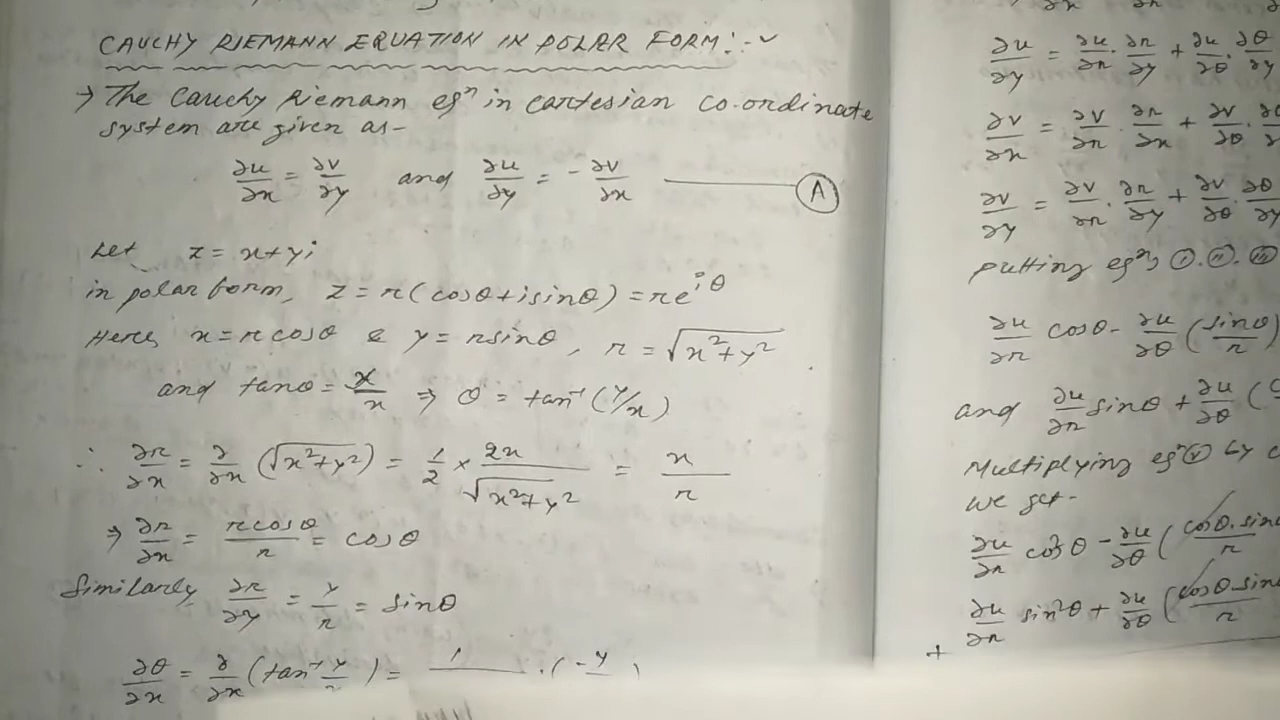 CAUCHY RIEMANN EQUATION IN POLAR FORM:-
→ The Cauchy Riemann eqⁿ in cartesian co-ordinate
system are given as-
∂u/∂x = ∂v/∂y and ∂u/∂y = -∂v/∂x ——— (A)
Let z = x+yi
in polar form, z = r(cosθ+isinθ) = re^iθ
Here, x = r cosθ & y = r sinθ, r = √(x²+y²)
and tanθ = y/x ⇒ θ = tan⁻¹(y/x)
∴ ∂r/∂x = ∂/∂x (√(x²+y²)) = 1/2 × 2x/√(x²+y²) = x/r
⇒ ∂r/∂x = r cosθ/r = cosθ
Similarly ∂r/∂y = y/r = sinθ
∂θ/∂x = ∂/∂x (tan⁻¹ y/ ) = 1 . (-y
∂u/∂y = ∂u/∂r . ∂r/∂y + ∂u/∂θ . ∂θ/∂y
∂v/∂x = ∂v/∂r . ∂r/∂x + ∂v/∂θ .
∂v/∂y = ∂v/∂r . ∂r/∂y + ∂v/∂θ . ∂θ/∂y
Putting eqⁿs (i), (ii), (iii)
∂u/∂r cosθ - ∂u/∂θ (sinθ/r)
and ∂u/∂r sinθ + ∂u/∂θ (
Multiplying eqⁿ (v) by
we get-
∂u/∂r cos²θ - ∂u/∂θ (cosθ.sin /r
∂u/∂r sin²θ + ∂u/∂θ (cosθ.sin /r
+